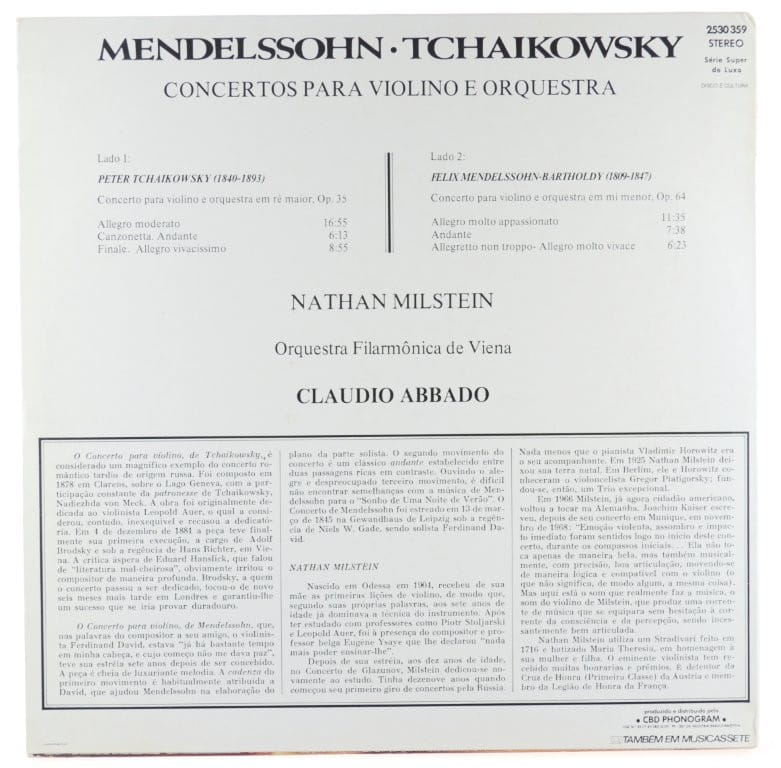 MENDELSSOHN · TCHAIKOWSKY
CONCERTOS PARA VIOLINO E ORQUESTRA
2530 359
STEREO
Série Super
de Luxo
DISCO É CULTURA
Lado 1:
PETER TCHAIKOWSKY (1840-1893)
Concerto para violino e orquestra em ré maior, Op. 35
Allegro moderato 16:55
Canzonetta. Andante 6:13
Finale. Allegro vivacissimo 8:55
Lado 2:
FELIX MENDELSSOHN-BARTHOLDY (1809-1847)
Concerto para violino e orquestra em mi menor, Op. 64
Allegro molto appassionato 11:35
Andante 7:38
Allegretto non troppo- Allegro molto vivace 6:23
NATHAN MILSTEIN
Orquestra Filarmônica de Viena
CLAUDIO ABBADO
O Concerto para violino, de Tchaikowsky, é
considerado um magnífico exemplo do concerto ro-
mântico tardio de origem russa. Foi composto em
1878 em Clarens, sobre o Lago Geneva, com a par-
ticipação constante da patronesse de Tchaikowsky,
Nadiezhda von Meck. A obra foi originalmente de-
dicada ao violinista Leopold Auer, o qual a consi-
derou, contudo, inexequível e recusou a dedicató-
ria. Em 4 de dezembro de 1881 a peça teve final-
mente sua primeira execução, a cargo de Adolf
Brodsky e sob a regência de Hans Richter, em Vie-
na. A crítica áspera de Eduard Hanslick, que falou
de "literatura mal-cheirosa", obviamente irritou o
compositor de maneira profunda. Brodsky, a quem
o concerto passou a ser dedicado, tocou-o de novo
seis meses mais tarde em Londres e garantiu-lhe
um sucesso que se iria provar duradouro.
O Concerto para violino, de Mendelssohn, que,
nas palavras do compositor a seu amigo, o violinis-
ta Ferdinand David, estava "já há bastante tempo
em minha cabeça, e cujo começo não me dava paz",
teve sua estréia sete anos depois de ser concebido.
A peça é cheia de luxuriante melodia. A cadenza do
primeiro movimento é habitualmente atribuída a
David, que ajudou Mendelssohn na elaboração do
plano da parte solista. O segundo movimento do
concerto é um clássico andante estabelecido entre
duas passagens ricas em contraste. Ouvindo o ale-
gre e despreocupado terceiro movimento, é difícil
não encontrar semelhanças com a música de Men-
delssohn para o "Sonho de Uma Noite de Verão". O
Concerto de Mendelssohn foi estreado em 13 de mar-
ço de 1845 na Gewandhaus de Leipzig sob a regên-
cia de Niels W. Gade, sendo solista Ferdinand Da-
vid.
NATHAN MILSTEIN
Nascido em Odessa em 1904, recebeu de sua
mãe as primeiras lições de violino, de modo que,
segundo suas próprias palavras, aos sete anos de
idade já dominava a técnica do instrumento. Após
ter estudado com professores como Piotr Stoljarski
e Leopold Auer, foi à presença do compositor e pro-
fessor belga Eugene Ysaye que lhe declarou "nada
mais poder ensinar-lhe".
Depois de sua estréia, aos dez anos de idade,
no Concerto de Glazunov, Milstein dedicou-se no-
vamente ao estudo. Tinha dezenove anos quando
começou seu primeiro giro de concertos pela Rússia.
Nada menos que o pianista Vladimir Horowitz era
o seu acompanhante. Em 1925 Nathan Milstein dei-
xou sua terra natal. Em Berlim, ele e Horowitz co-
nheceram o violoncelista Gregor Piatigorsky; fun-
dou-se, então, um Trio excepcional.
Em 1966 Milstein, já agora cidadão americano,
voltou a tocar na Alemanha. Joachim Kaiser escre-
veu, depois de seu concerto em Munique, em novem-
bro de 1968: "Emoção violenta, assombro e impac-
to imediato foram sentidos logo no início deste con-
certo, durante os compassos iniciais... Ela não to-
ca apenas de maneira bela, mas também musical-
mente, com precisão, boa articulação, movendo-se
de maneira lógica e compatível com o violino (o
que não significa, de modo algum, a mesma coisa).
Mas aqui está o som que realmente faz a música, o
som do violino de Milstein, que produz uma corren-
te de música que se equipara sem hesitação à cor-
rente da consciência e da percepção, sendo inces-
santemente bem articulada.
Nathan Milstein utiliza um Stradivari feito em
1716 e batizado Maria Theresia, em homenagem à
sua mulher e filha. O eminente violinista tem re-
cebido muitas honrarias e prêmios. É detentor da
Cruz de Honra (Primeira Classe) da Áustria e mem-
bro da Legião de Honra da França.
produzido e distribuído pela
• CBD PHONOGRAM •
TAMBÉM EM MUSICASSETE